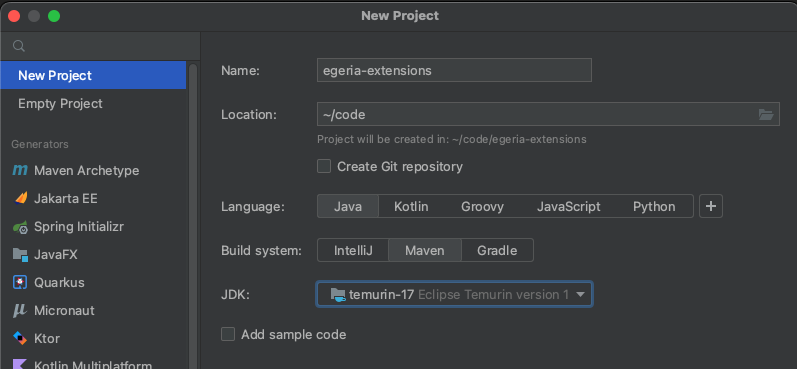 New Project
New Project
Empty Project
Generators
Maven Archetype
Jakarta EE
Spring Initializr
JavaFX
Quarkus
Micronaut
Ktor
Kotlin Multiplatform
Name: egeria-extensions
Location: ~/code
Project will be created in: ~/code/egeria-extensions
Create Git repository
Language: Java Kotlin Groovy JavaScript Python +
Build system: IntelliJ Maven Gradle
JDK: temurin-17 Eclipse Temurin version 1
Add sample code